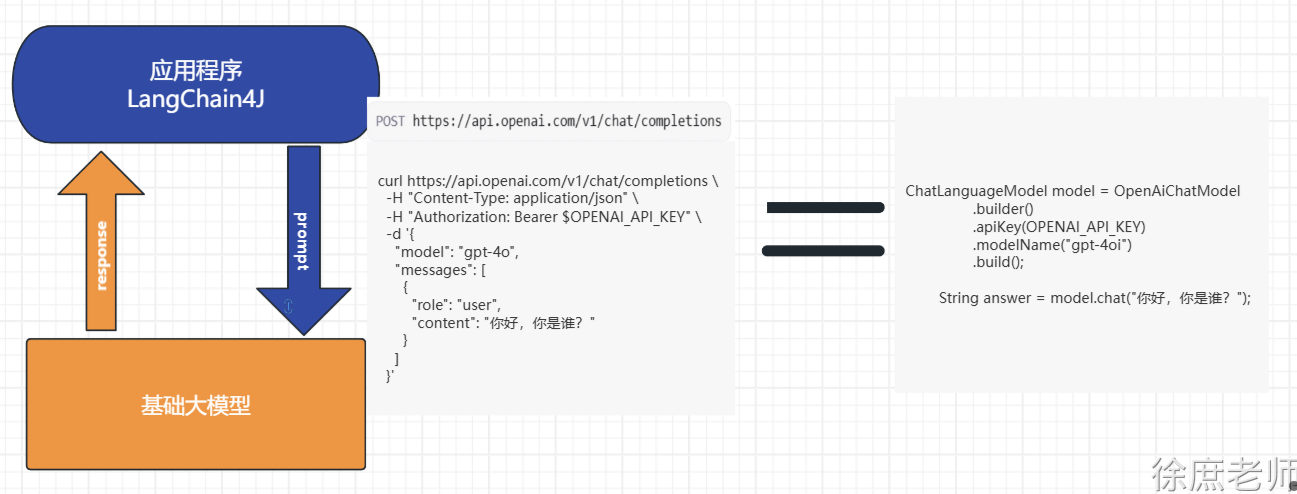 应用程序
LangChain4J
response
prompt
基础大模型
POST https://api.openai.com/v1/chat/completions
curl https://api.openai.com/v1/chat/completions \
-H "Content-Type: application/json" \
-H "Authorization: Bearer $OPENAI_API_KEY" \
-d '{
"model": "gpt-4o",
"messages": [
{
"role": "user",
"content": "你好，你是谁？"
}
]
}'
ChatLanguageModel model = OpenAiChatModel
.builder()
.apiKey(OPENAI_API_KEY)
.modelName("gpt-4oi")
.build();
String answer = model.chat("你好，你是谁？");
徐庶老师